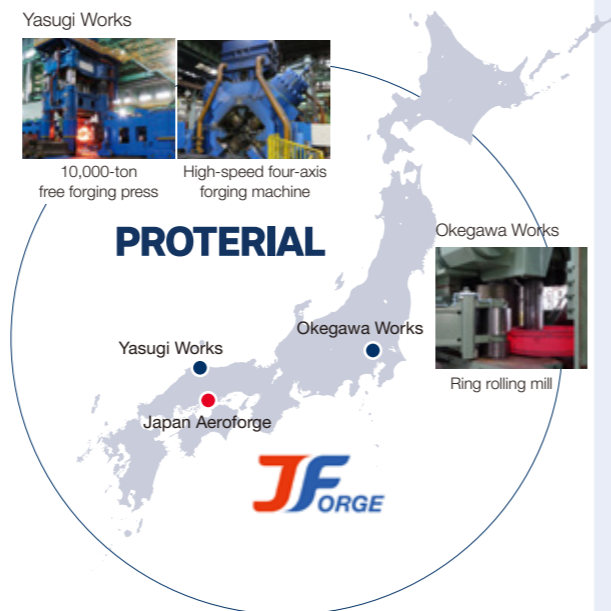 Yasugi Works
10,000-ton
free forging press
High-speed four-axis
forging machine
PROTERIAL
Okegawa Works
Ring rolling mill
Okegawa Works
Yasugi Works
Japan Aeroforge
JFORGE